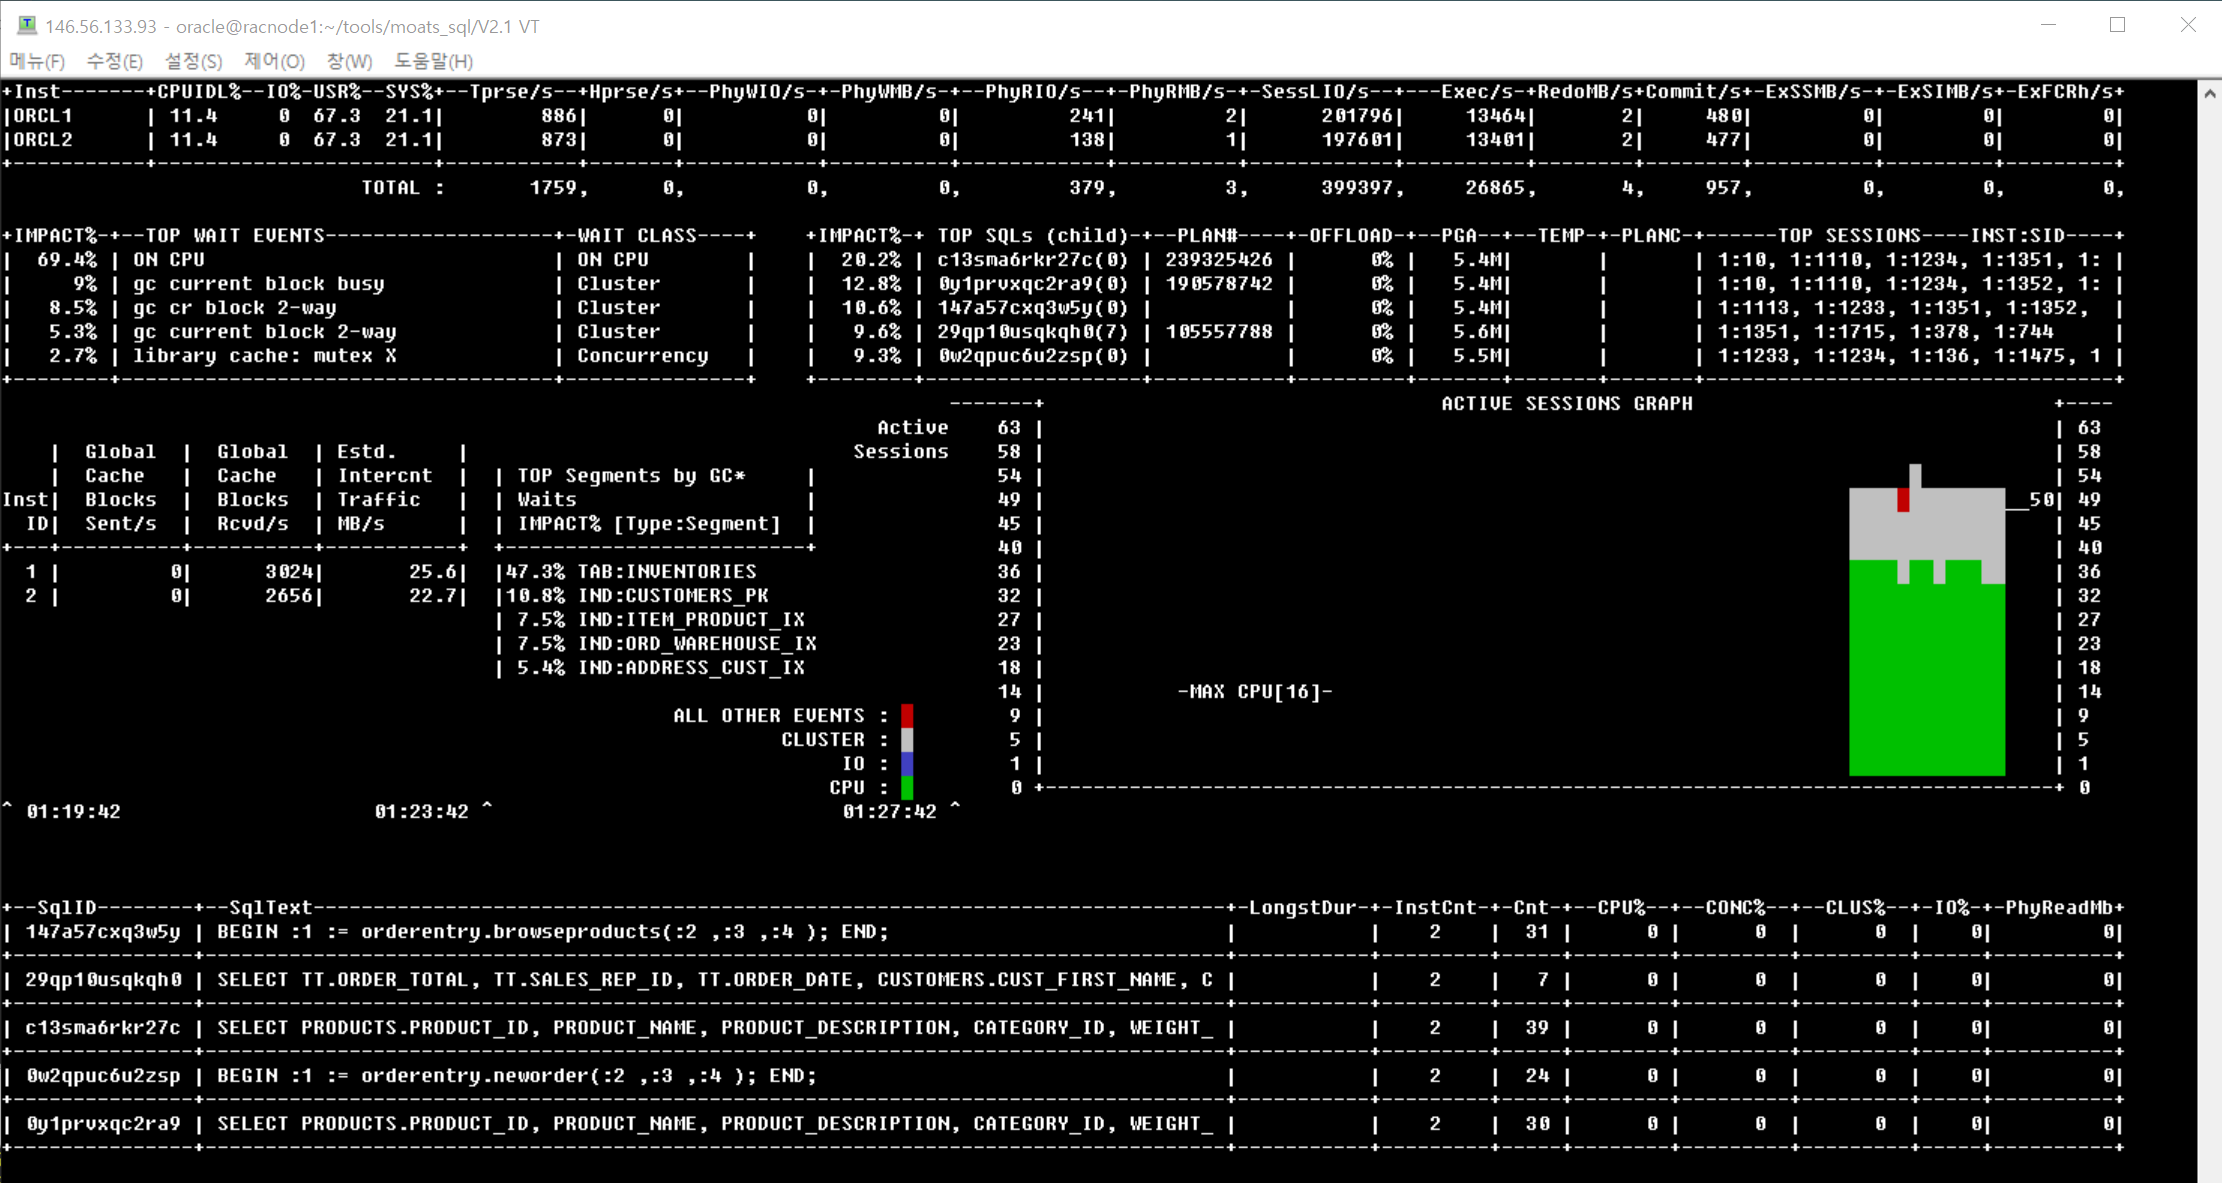 146.56.133.93 - oracle@racnode1:~/tools/moats_sql/V2.1 VT
메뉴(F) 수정(E) 설정(S) 제어(O) 창(W) 도움말(H)
+Inst-------+CPUIDL%--IO%-USR%--SYS%+--Tprse/s--+Hprse/s+--PhyWIO/s-+-PhyWMB/s-+--PhyRIO/s--+-PhyRMB/s-+-SessLIO/s--+---Exec/s-+RedoMB/s+Commit/s+-ExSSMB/s-+-ExSIMB/s-+-ExFCRh/s+
|ORCL1      | 11.4     0  67.3  21.1|        886|      0|          0|         0|         241|         2|      201796|     13464|       2|     480|         0|         0|         0|
|ORCL2      | 11.4     0  67.3  21.1|        873|      0|          0|         0|         138|         1|      197601|     13401|       2|     477|         0|         0|         0|
TOTAL :       1759,      0,          0,         0,         379,         3,      399397,     26865,       4,     957,         0,         0,         0,
+IMPACT%-+--TOP WAIT EVENTS-------------------+-WAIT CLASS----+    +IMPACT%-+ TOP SQLs (child)-+--PLAN#----+-OFFLOAD-+--PGA--+--TEMP-+-PLANC-+------TOP SESSIONS----INST:SID----+
|  69.4% | ON CPU                             | ON CPU        |    |  20.2% | c13sma6rkr27c(0) | 239325426 |      0% |   5.4M|       |       | 1:10, 1:1110, 1:1234, 1:1351, 1: |
|     9% | gc current block busy              | Cluster       |    |  12.8% | 0y1prvxqc2ra9(0) | 190578742 |      0% |   5.4M|       |       | 1:10, 1:1110, 1:1234, 1:1352, 1: |
|   8.5% | gc cr block 2-way                  | Cluster       |    |  10.6% | 147a57cxq3w5y(0) |           |      0% |   5.4M|       |       | 1:1113, 1:1233, 1:1351, 1:1352,  |
|   5.3% | gc current block 2-way             | Cluster       |    |   9.6% | 29qp10usqkqh0(7) | 105557788 |      0% |   5.6M|       |       | 1:1351, 1:1715, 1:378, 1:744     |
|   2.7% | library cache: mutex X             | Concurrency   |    |   9.3% | 0w2qpuc6u2zsp(0) |           |      0% |   5.5M|       |       | 1:1233, 1:1234, 1:136, 1:1475, 1 |
-------+                                 ACTIVE SESSIONS GRAPH                              +----
Active    63 |                                                                                     | 63
|  Global  |  Global  | Estd.     |                                Sessions    58 |                                                                                     | 58
|  Cache   |  Cache   | Intercnt  |  | TOP Segments by GC*     |               54 |                                                                                     | 54
Inst|  Blocks  |  Blocks  | Traffic   |  | Waits                   |               49 |                                                                                 __50| 49
ID|  Sent/s  |  Rcvd/s  | MB/s      |  | IMPACT% [Type:Segment]  |               45 |                                                                                     | 45
40 |                                                                                     | 40
1 |         0|      3024|       25.6|  |47.3% TAB:INVENTORIES                    36 |                                                                                     | 36
2 |         0|      2656|       22.7|  |10.8% IND:CUSTOMERS_PK                   32 |                                                                                     | 32
| 7.5% IND:ITEM_PRODUCT_IX                27 |                                                                                     | 27
| 7.5% IND:ORD_WAREHOUSE_IX               23 |                                                                                     | 23
| 5.4% IND:ADDRESS_CUST_IX                18 |                                                                                     | 18
14 |           -MAX CPU[16]-                                                             | 14
ALL OTHER EVENTS :         9 |                                                                                     | 9
CLUSTER :         5 |                                                                                     | 5
IO :         1 |                                                                                     | 1
CPU :         0 +-------------------------------------------------------------------------------------+ 0
^ 01:19:42                     01:23:42 ^                             01:27:42 ^
+--SqlID--------+--SqlText----------------------------------------------------------------------------+-LongstDur-+-InstCnt-+-Cnt-+--CPU%--+--CONC%--+--CLUS%--+-IO%-+-PhyReadMb+
| 147a57cxq3w5y | BEGIN :1 := orderentry.browseproducts(:2 ,:3 ,:4 ); END;                            |           |    2    |  31 |      0 |       0 |        0 |    0|         0|
| 29qp10usqkqh0 | SELECT TT.ORDER_TOTAL, TT.SALES_REP_ID, TT.ORDER_DATE, CUSTOMERS.CUST_FIRST_NAME, C |           |    2    |   7 |      0 |       0 |        0 |    0|         0|
| c13sma6rkr27c | SELECT PRODUCTS.PRODUCT_ID, PRODUCT_NAME, PRODUCT_DESCRIPTION, CATEGORY_ID, WEIGHT_ |           |    2    |  39 |      0 |       0 |        0 |    0|         0|
| 0w2qpuc6u2zsp | BEGIN :1 := orderentry.neworder(:2 ,:3 ,:4 ); END;                                  |           |    2    |  24 |      0 |       0 |        0 |    0|         0|
| 0y1prvxqc2ra9 | SELECT PRODUCTS.PRODUCT_ID, PRODUCT_NAME, PRODUCT_DESCRIPTION, CATEGORY_ID, WEIGHT_ |           |    2    |  30 |      0 |       0 |        0 |    0|         0|